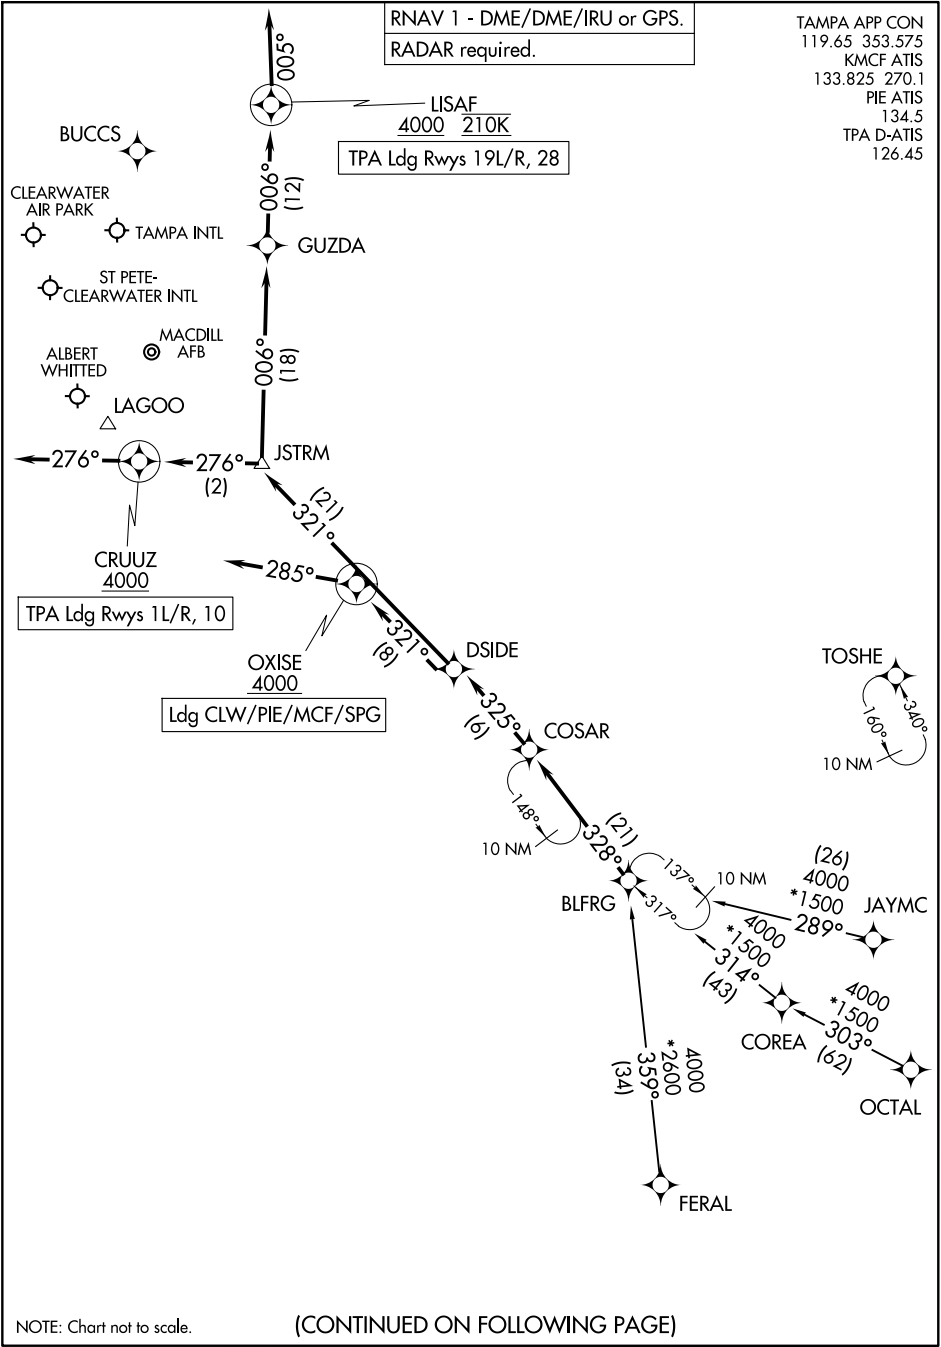 RNAV 1 - DME/DME/IRU or GPS.
RADAR required.
TAMPA APP CON
119.65 353.575
KMCF ATIS
133.825 270.1
PIE ATIS
134.5
TPA D-ATIS
126.45
005°
LISAF
4000 210K
TPA Ldg Rwys 19L/R, 28
BUCCS
006°
(12)
CLEARWATER
AIR PARK
TAMPA INTL
GUZDA
ST PETE-
CLEARWATER INTL
MACDILL
AFB
ALBERT
WHITTED
006°
(18)
LAGOO
JSTRM
276°
276°
(2)
(21)
321°
CRUUZ
4000
TPA Ldg Rwys 1L/R, 10
285°
321°
(8)
DSIDE
OXISE
4000
Ldg CLW/PIE/MCF/SPG
TOSHE
340°
160°
10 NM
325°
(6)
COSAR
148°
10 NM
(21)
328°
BLFRG
137°
317°
10 NM
(26)
4000
*1500
289°
JAYMC
4000
*1500
314°
(43)
COREA
4000
*1500
303°
(62)
OCTAL
4000
*2600
359°
(34)
FERAL
NOTE: Chart not to scale.
(CONTINUED ON FOLLOWING PAGE)